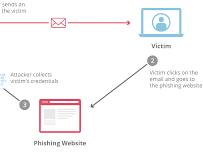 sends an
the victim
Victim
2
Victim clicks on the
email and goes to
the phishing website
Attacker collects
victim's credentials
3
Phishing Website